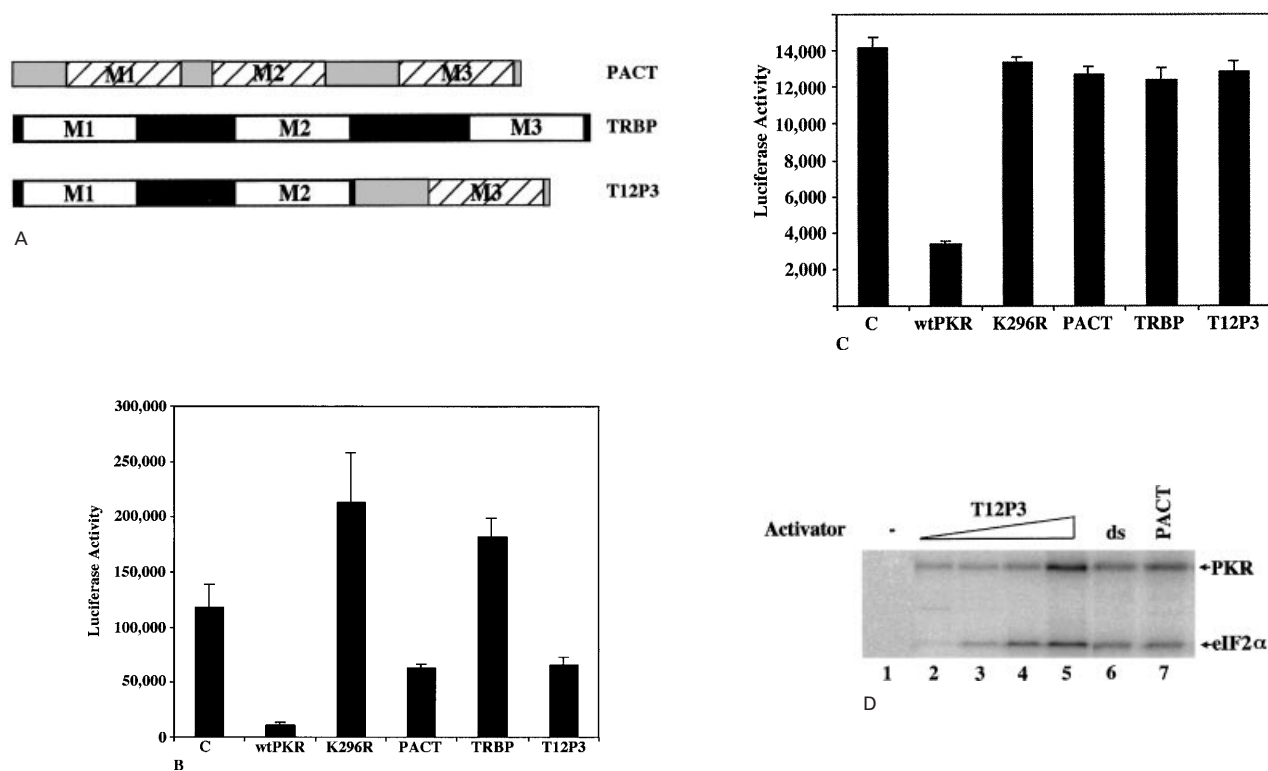 M1 M2 M3 PACT
M1 M2 M3 TRBP
M1 M2 M3 T12P3
A
Luciferase Activity
14,000
12,000
10,000
8,000
6,000
4,000
2,000
C wtPKR K296R PACT TRBP T12P3
C
Luciferase Activity
300,000
250,000
200,000
150,000
100,000
50,000
0
C wtPKR K296R PACT TRBP T12P3
B
Activator - T12P3 ds PACT
PKR
eIF2α
1 2 3 4 5 6 7
D